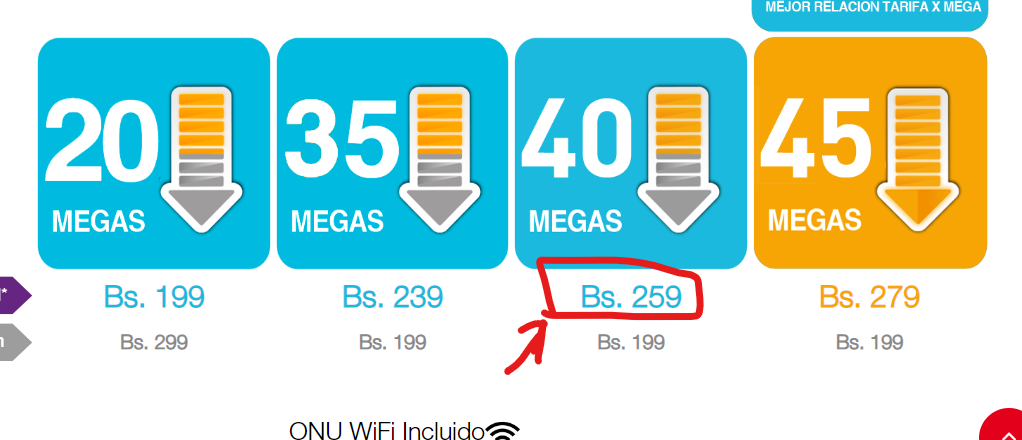 MEJOR RELACION TARIFA X MEGA
20 35 40 45
MEGAS MEGAS MEGAS MEGAS
Bs. 199 Bs. 239 Bs. 259 Bs. 279
Bs. 299 Bs. 199 Bs. 199 Bs. 199
ONU WiFi Incluido